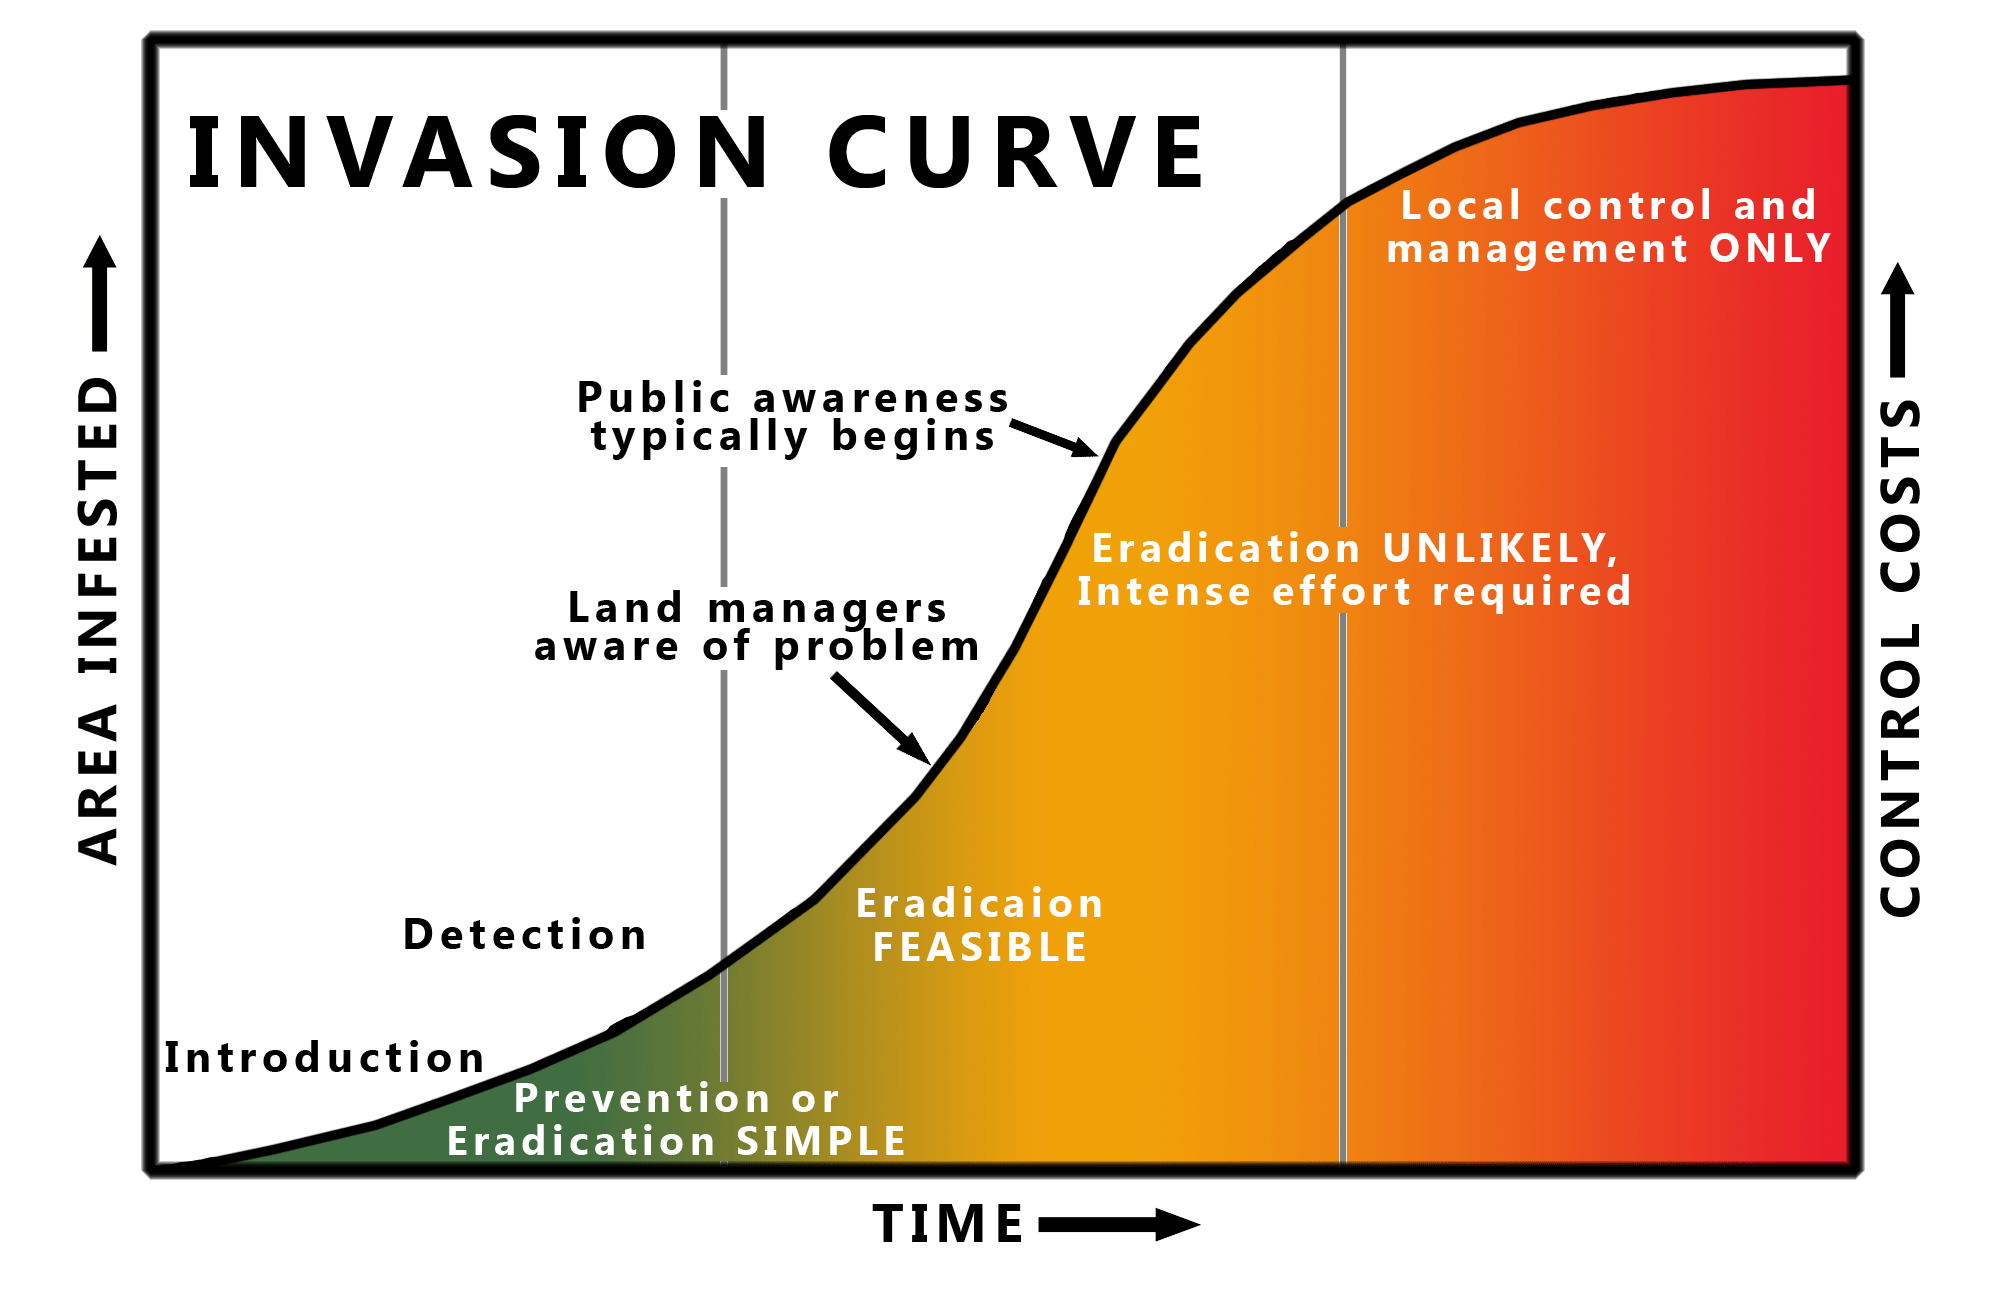 INVASION CURVE
Local control and
management ONLY
Public awareness
typically begins
Eradication UNLIKELY,
Intense effort required
Land managers
aware of problem
Eradicaion
FEASIBLE
Detection
Introduction
Prevention or
Eradication SIMPLE
AREA INFESTED
CONTROL COSTS
TIME